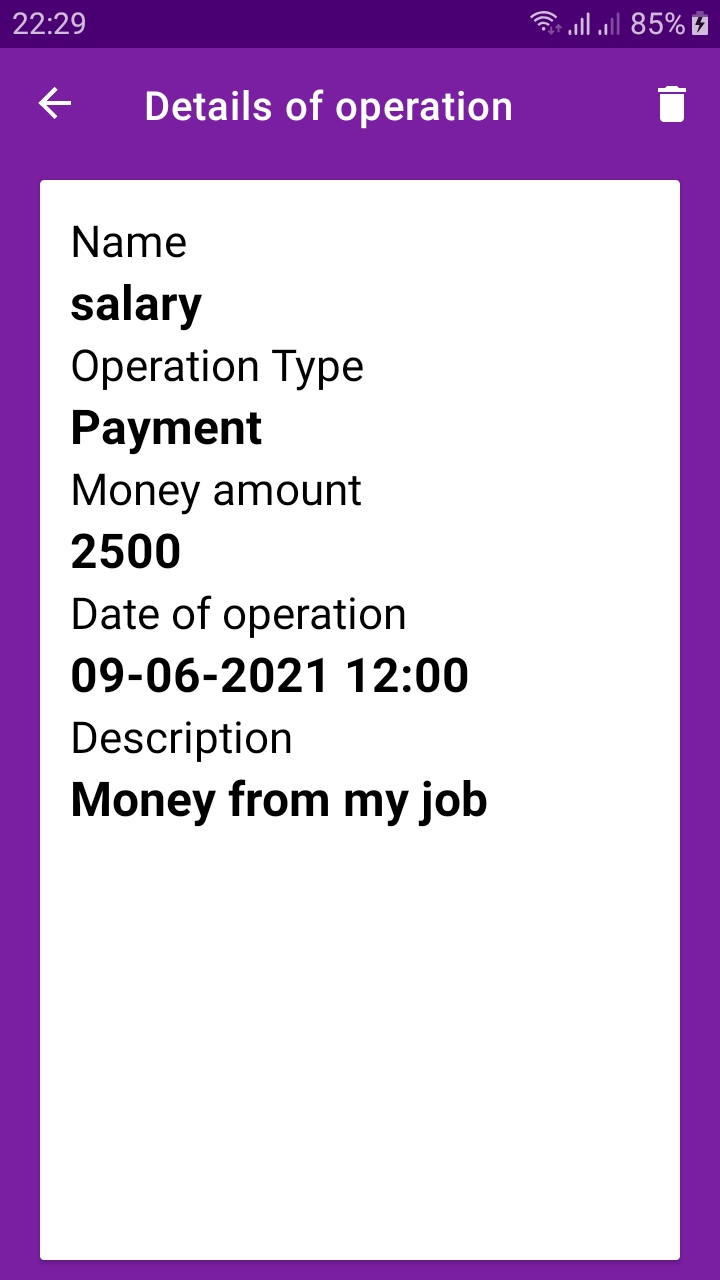 22:29
85%
Details of operation
Name
salary
Operation Type
Payment
Money amount
2500
Date of operation
09-06-2021 12:00
Description
Money from my job